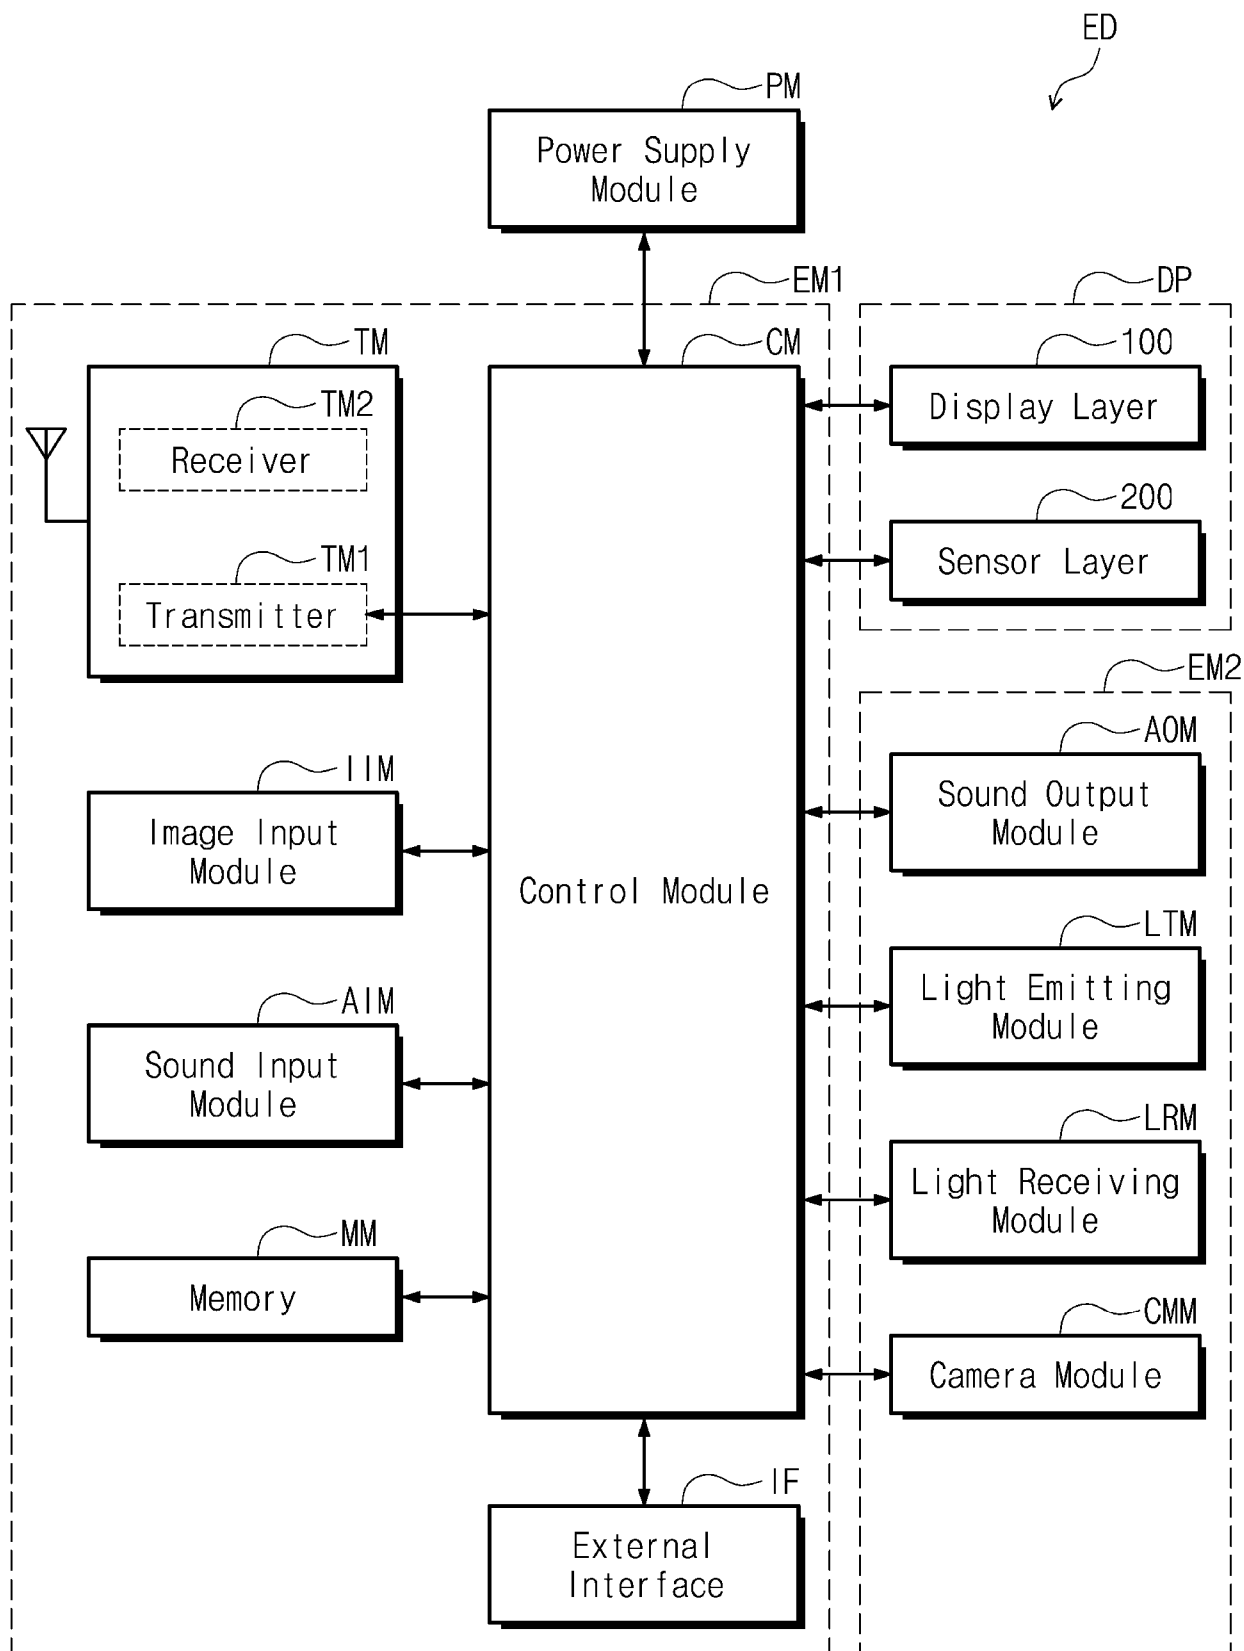 ED
PM
Power Supply
Module
EM1
DP
TM
CM
100
TM2
Receiver
Display Layer
200
TM1
Transmitter
Sensor Layer
EM2
AOM
IIM
Sound Output
Module
Image Input
Module
Control Module
LTM
Light Emitting
Module
AIM
Sound Input
Module
LRM
Light Receiving
Module
MM
Memory
CMM
Camera Module
IF
External
Interface